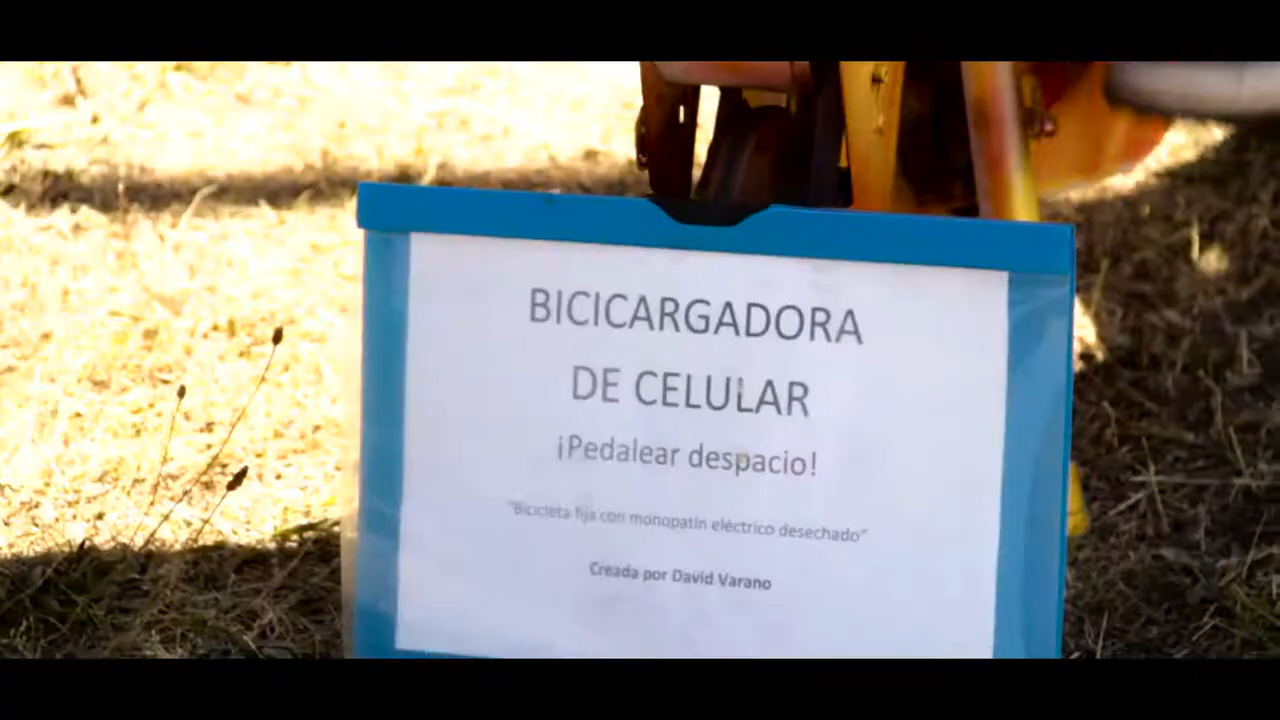 BICICARGADORA
DE CELULAR
¡Pedalear despacio!
"Bicicleta fija con monopatín eléctrico desechado"
Creada por David Varano